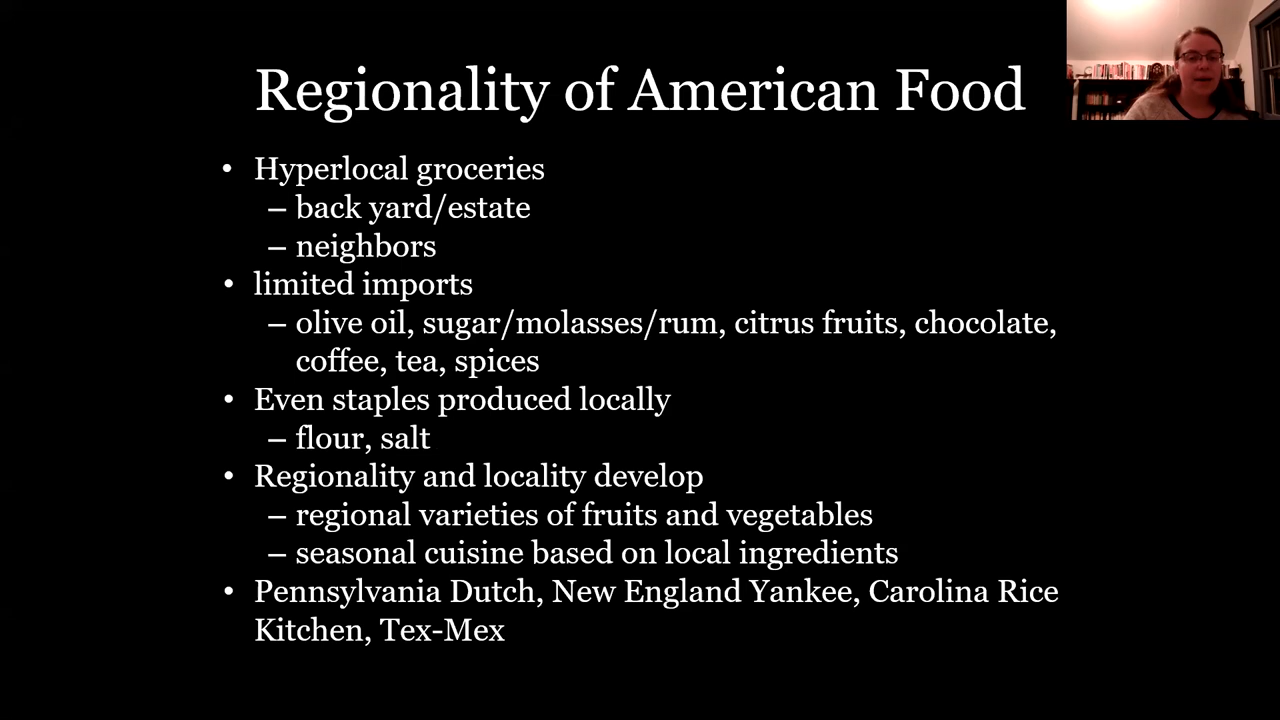 Regionality of American Food
• Hyperlocal groceries
– back yard/estate
– neighbors
• limited imports
– olive oil, sugar/molasses/rum, citrus fruits, chocolate,
coffee, tea, spices
• Even staples produced locally
– flour, salt
• Regionality and locality develop
– regional varieties of fruits and vegetables
– seasonal cuisine based on local ingredients
• Pennsylvania Dutch, New England Yankee, Carolina Rice
Kitchen, Tex-Mex